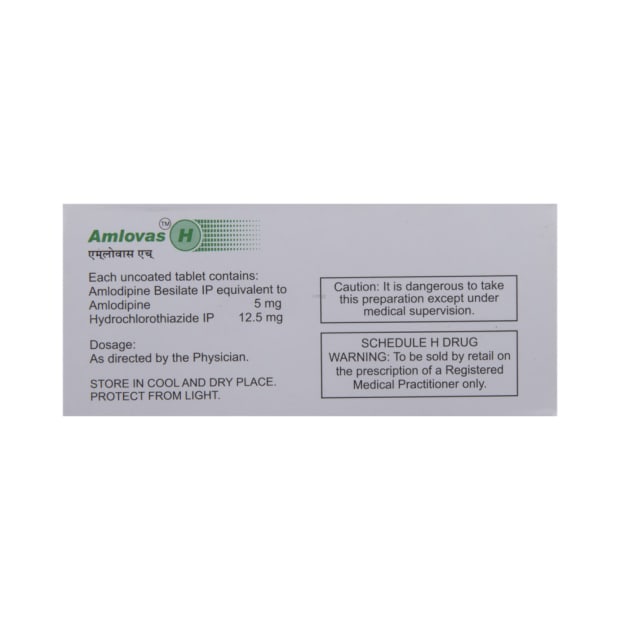 Amlovas H™
एम्लोवास एच्
Each uncoated tablet contains:
Amlodipine Besilate IP equivalent to
Amlodipine 5 mg
Hydrochlorothiazide IP 12.5 mg
Dosage:
As directed by the Physician.
STORE IN COOL AND DRY PLACE.
PROTECT FROM LIGHT.
Caution: It is dangerous to take
this preparation except under
medical supervision.
SCHEDULE H DRUG
WARNING: To be sold by retail on
the prescription of a Registered
Medical Practitioner only.